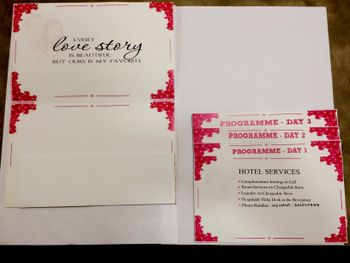 EVERY
love story
IS BEAUTIFUL
BUT OURS IS MY FAVORITE
PROGRAMME - DAY 3
PROGRAMME - DAY 2
PROGRAMME - DAY 1
HOTEL SERVICES
• Complimentary Ironing on Call
• Room Services on Chargeable Basis
• Laundry on Chargeable Basis
• Hospitality Help Desk at the Reception
• Phone Number :